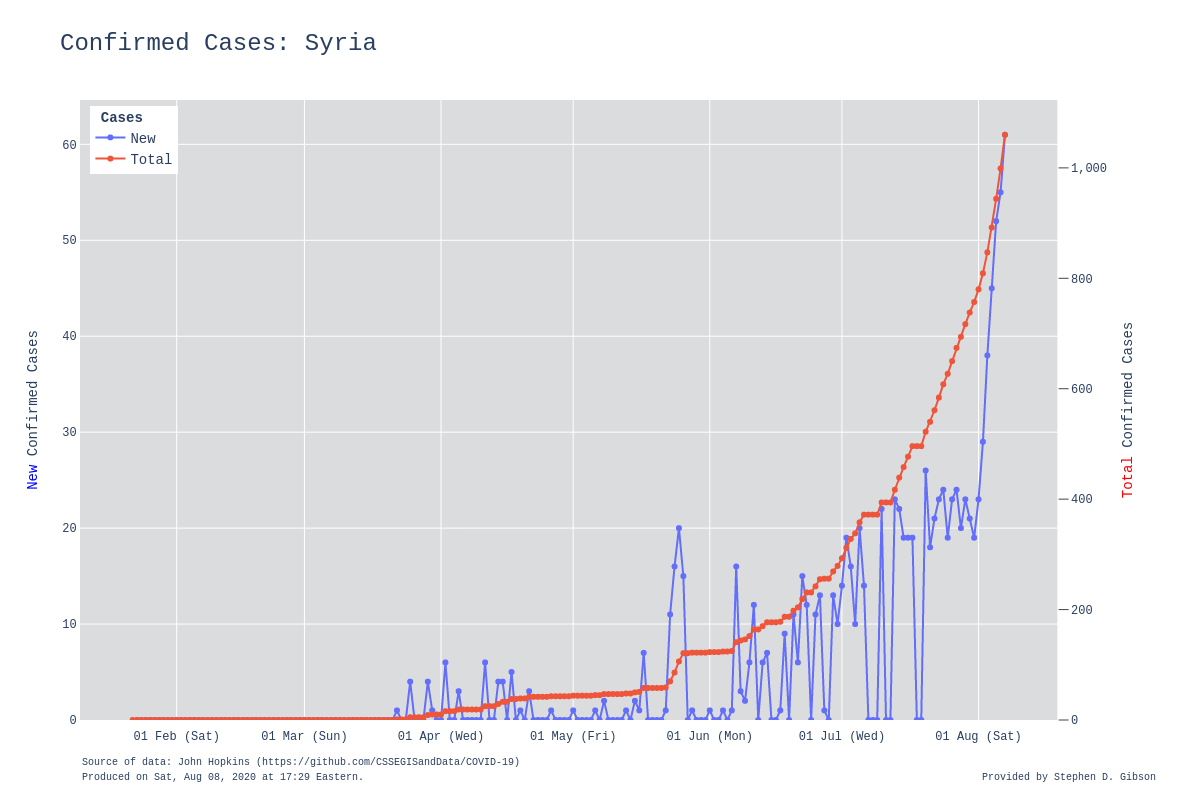 Confirmed Cases: Syria
Cases
New
Total
60
50
40
30
20
10
0
1,000
800
600
400
200
0
New Confirmed Cases
Total Confirmed Cases
01 Feb (Sat) 01 Mar (Sun) 01 Apr (Wed) 01 May (Fri) 01 Jun (Mon) 01 Jul (Wed) 01 Aug (Sat)
Source of data: John Hopkins (https://github.com/CSSEGISandData/COVID-19)
Produced on Sat, Aug 08, 2020 at 17:29 Eastern.
Provided by Stephen D. Gibson